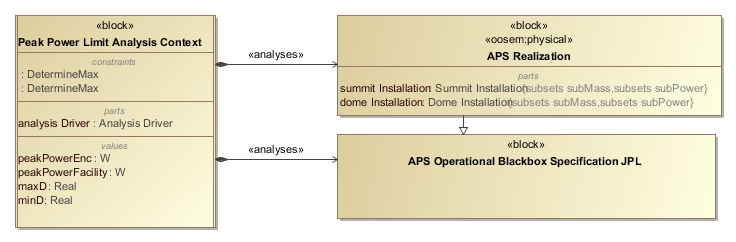 «block»
Peak Power Limit Analysis Context
constraints
: DetermineMax
: DetermineMax
parts
analysis Driver : Analysis Driver
values
peakPowerEnc : W
peakPowerFacility : W
maxD : Real
minD : Real
«analyses»
«analyses»
«block»
«oosem:physical»
APS Realization
parts
summit Installation : Summit Installation{subsets subMass,subsets subPower}
dome Installation : Dome Installation{subsets subMass,subsets subPower}
«block»
APS Operational Blackbox Specification JPL